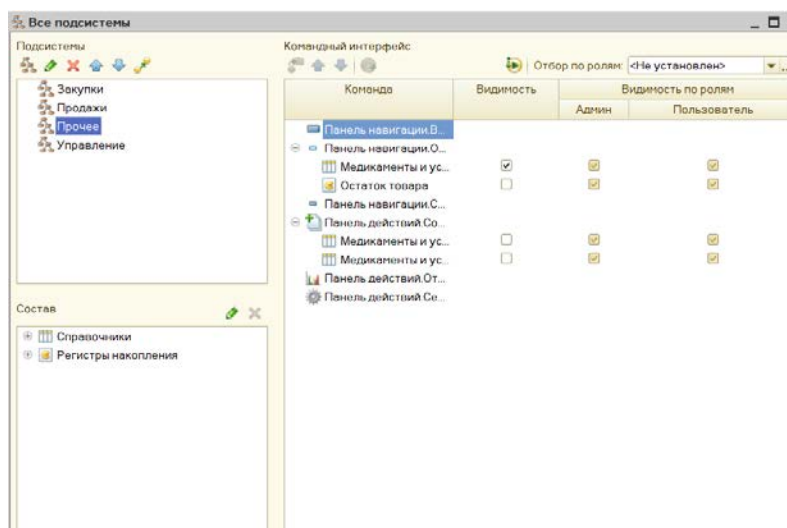 Все подсистемы
Подсистемы
Закупки
Продажи
Прочее
Управление
Состав
Справочники
Регистры накопления
Командный интерфейс
Отбор по ролям: <Не установлен>
Команда Видимость Видимость по ролям
Админ Пользователь
Панель навигации.В...
Панель навигации.О...
Медикаменты и ус...
Остаток товара
Панель навигации.С...
Панель действий.Со...
Медикаменты и ус...
Медикаменты и ус...
Панель действий.От...
Панель действий.Се...